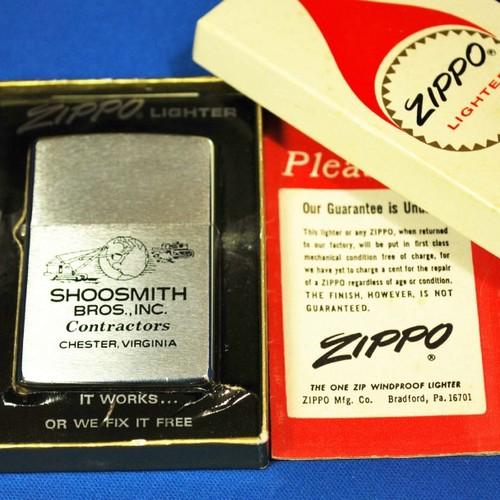 ZIPPO® LIGHTER
SHOOSMITH
BROS., INC.
Contractors
CHESTER, VIRGINIA
IT WORKS...
OR WE FIX IT FREE
ZIPPO®
LIGHTE
Plea
Our Guarantee is Un
This lighter or any ZIPPO, when returned
to our factory, will be put in first class
mechanical condition free of charge, for
we have yet to charge a cent for the repair
of a ZIPPO regardless of age or condition.
THE FINISH, HOWEVER, IS NOT
GUARANTEED.
ZIPPO®
THE ONE ZIP WINDPROOF LIGHTER
ZIPPO Mfg. Co. Bradford, Pa. 16701